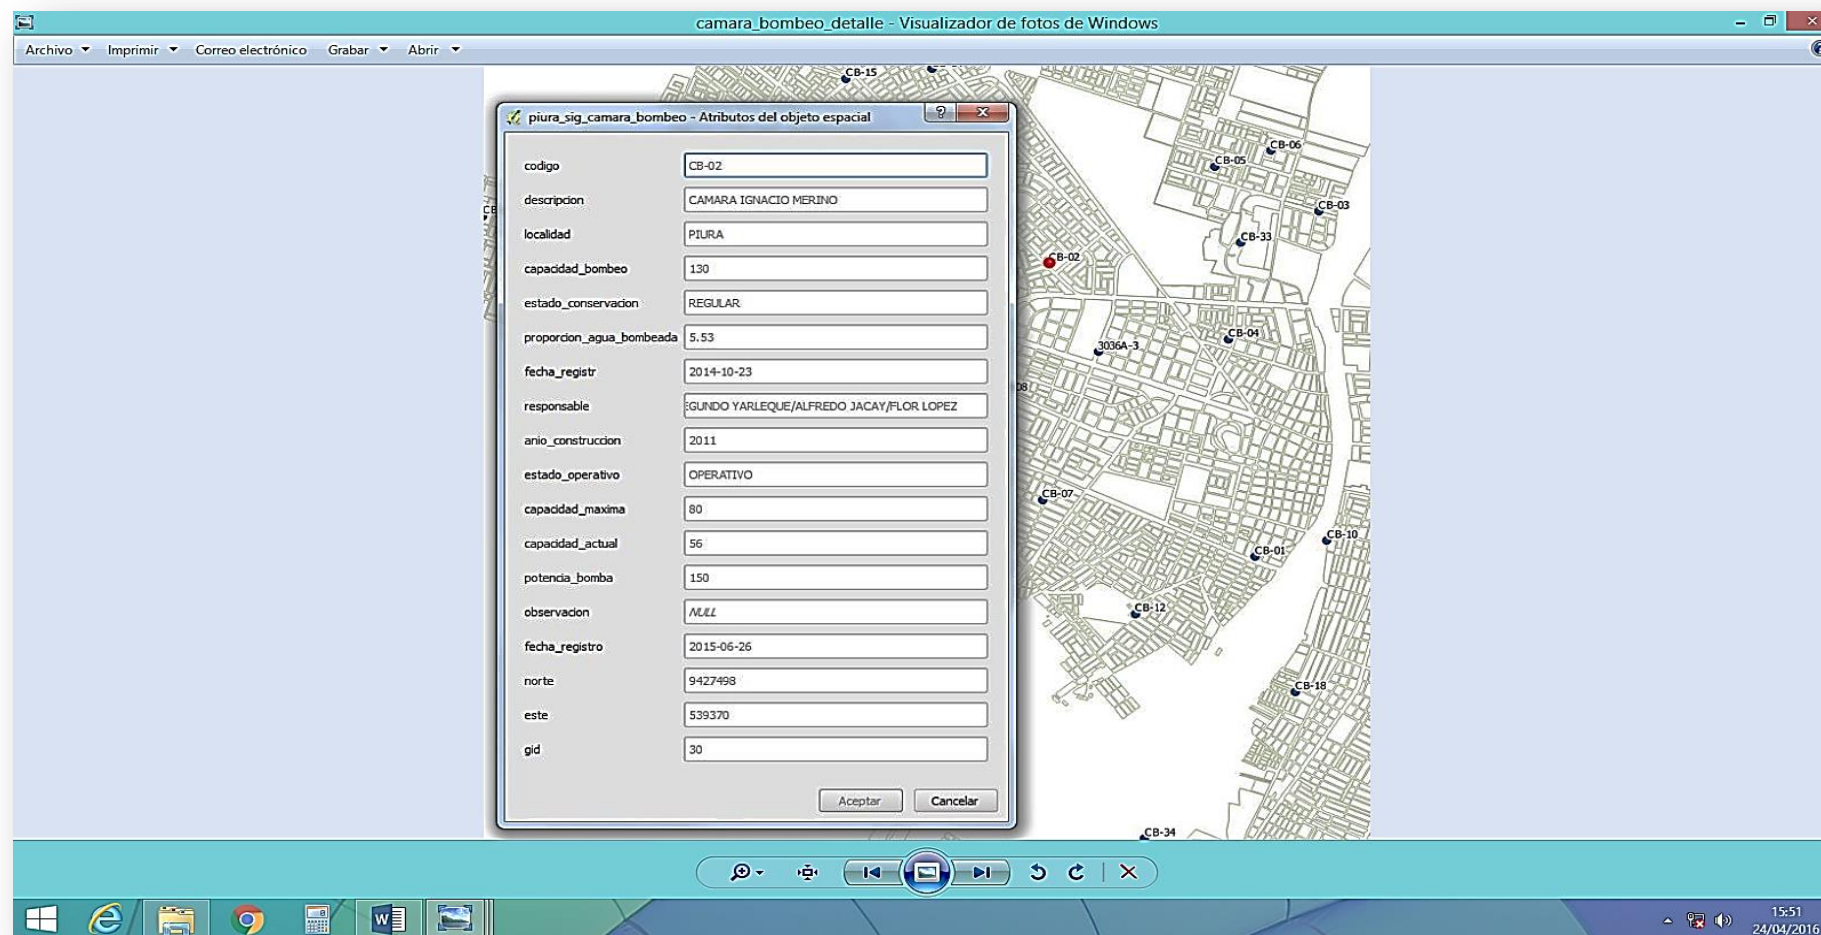 camara_bombeo_detalle - Visualizador de fotos de Windows
Archivo Imprimir Correo electrónico Grabar Abrir
CB-15
piura_sig_camara_bombeo - Atributos del objeto espacial
codigo CB-02
descripcion CAMARA IGNACIO MERINO
localidad PIURA
capacidad_bombeo 130
estado_conservacion REGULAR
proporcion_agua_bombeada 5.53
fecha_registr 2014-10-23
responsable EGUNDO YARLEQUE/ALFREDO JACAY/FLOR LOPEZ
anio_construccion 2011
estado_operativo OPERATIVO
capacidad_maxima 80
capacidad_actual 56
potencia_bomba 150
observacion NULL
fecha_registro 2015-06-26
norte 9427498
este 539370
gid 30
Aceptar Cancelar
CB-06
CB-05
CB-03
CB-33
CB-02
CB-04
3036A-3
08
CB-07
CB-10
CB-01
CB-12
CB-18
CB-34
CB
15:51
24/04/2016